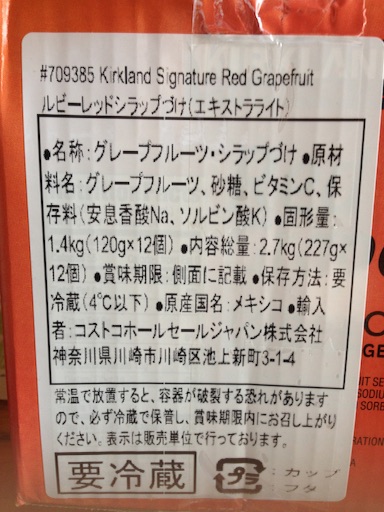 #709385 Kirkland Signature Red Grapefruit
ルビーレッドシラップづけ(エキストラライト)
●名称:グレープフルーツ・シラップづけ ●原材
料名:グレープフルーツ、砂糖、ビタミンC、保
存料(安息香酸Na、ソルビン酸K) ●固形量:
1.4kg(120g×12個) ●内容総量:2.7kg(227g×
12個) ●賞味期限:側面に記載 ●保存方法:要
冷蔵(4℃以下) ●原産国名:メキシコ ●輸入
者:コストコホールセールジャパン株式会社
神奈川県川崎市川崎区池上新町3-1-4
常温で放置すると、容器が破裂する恐れがあります
ので、必ず冷蔵で保管し、賞味期限内にお召し上がり
ください。表示は販売単位で行っております。
要冷蔵
プラ
:カップ
フタ